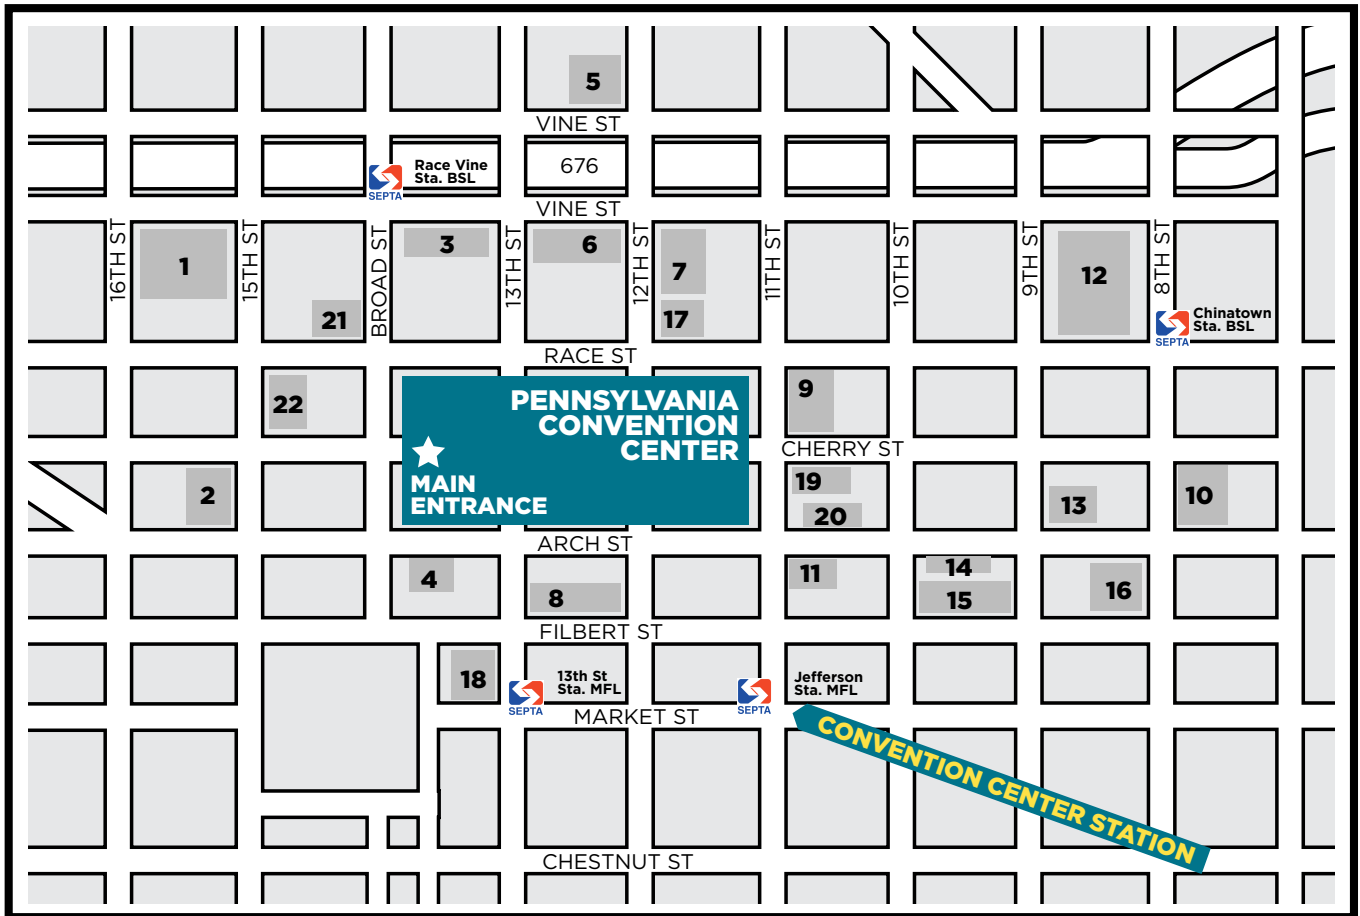 5
VINE ST
Race Vine
Sta. BSL
SEPTA
676
VINE ST
16TH ST
15TH ST
BROAD ST
13TH ST
12TH ST
11TH ST
10TH ST
9TH ST
8TH ST
1
3
6
7
12
21
17
Chinatown
Sta. BSL
SEPTA
RACE ST
22
PENNSYLVANIA
CONVENTION
CENTER
MAIN
ENTRANCE
9
CHERRY ST
2
19
20
13
10
ARCH ST
4
8
11
14
15
16
FILBERT ST
18
13th St
Sta. MFL
SEPTA
Jefferson
Sta. MFL
SEPTA
MARKET ST
CONVENTION CENTER STATION
CHESTNUT ST